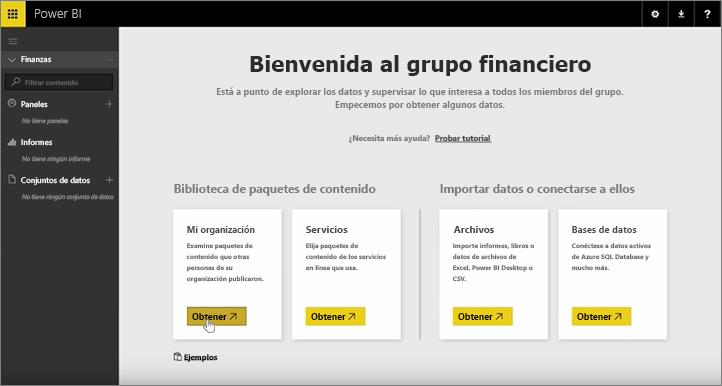 Power BI
?
Finanzas
Filtrar contenido
Paneles
No tiene paneles
Informes
No tiene ningún informe
Conjuntos de datos
No tiene ningún conjunto de datos
Bienvenida al grupo financiero
Está a punto de explorar los datos y supervisar lo que interesa a todos los miembros del grupo.
Empecemos por obtener algunos datos.
¿Necesita más ayuda? Probar tutorial
Biblioteca de paquetes de contenido
Mi organización
Examine paquetes de
contenido que otras
personas de su
organización publicaron.
Obtener
Servicios
Elija paquetes de
contenido de los servicios
en línea que usa.
Obtener
Importar datos o conectarse a ellos
Archivos
Importe informes, libros o
datos de archivos de
Excel, Power BI Desktop o
CSV.
Obtener
Bases de datos
Conéctese a datos activos
de Azure SQL Database y
mucho más.
Obtener
Ejemplos